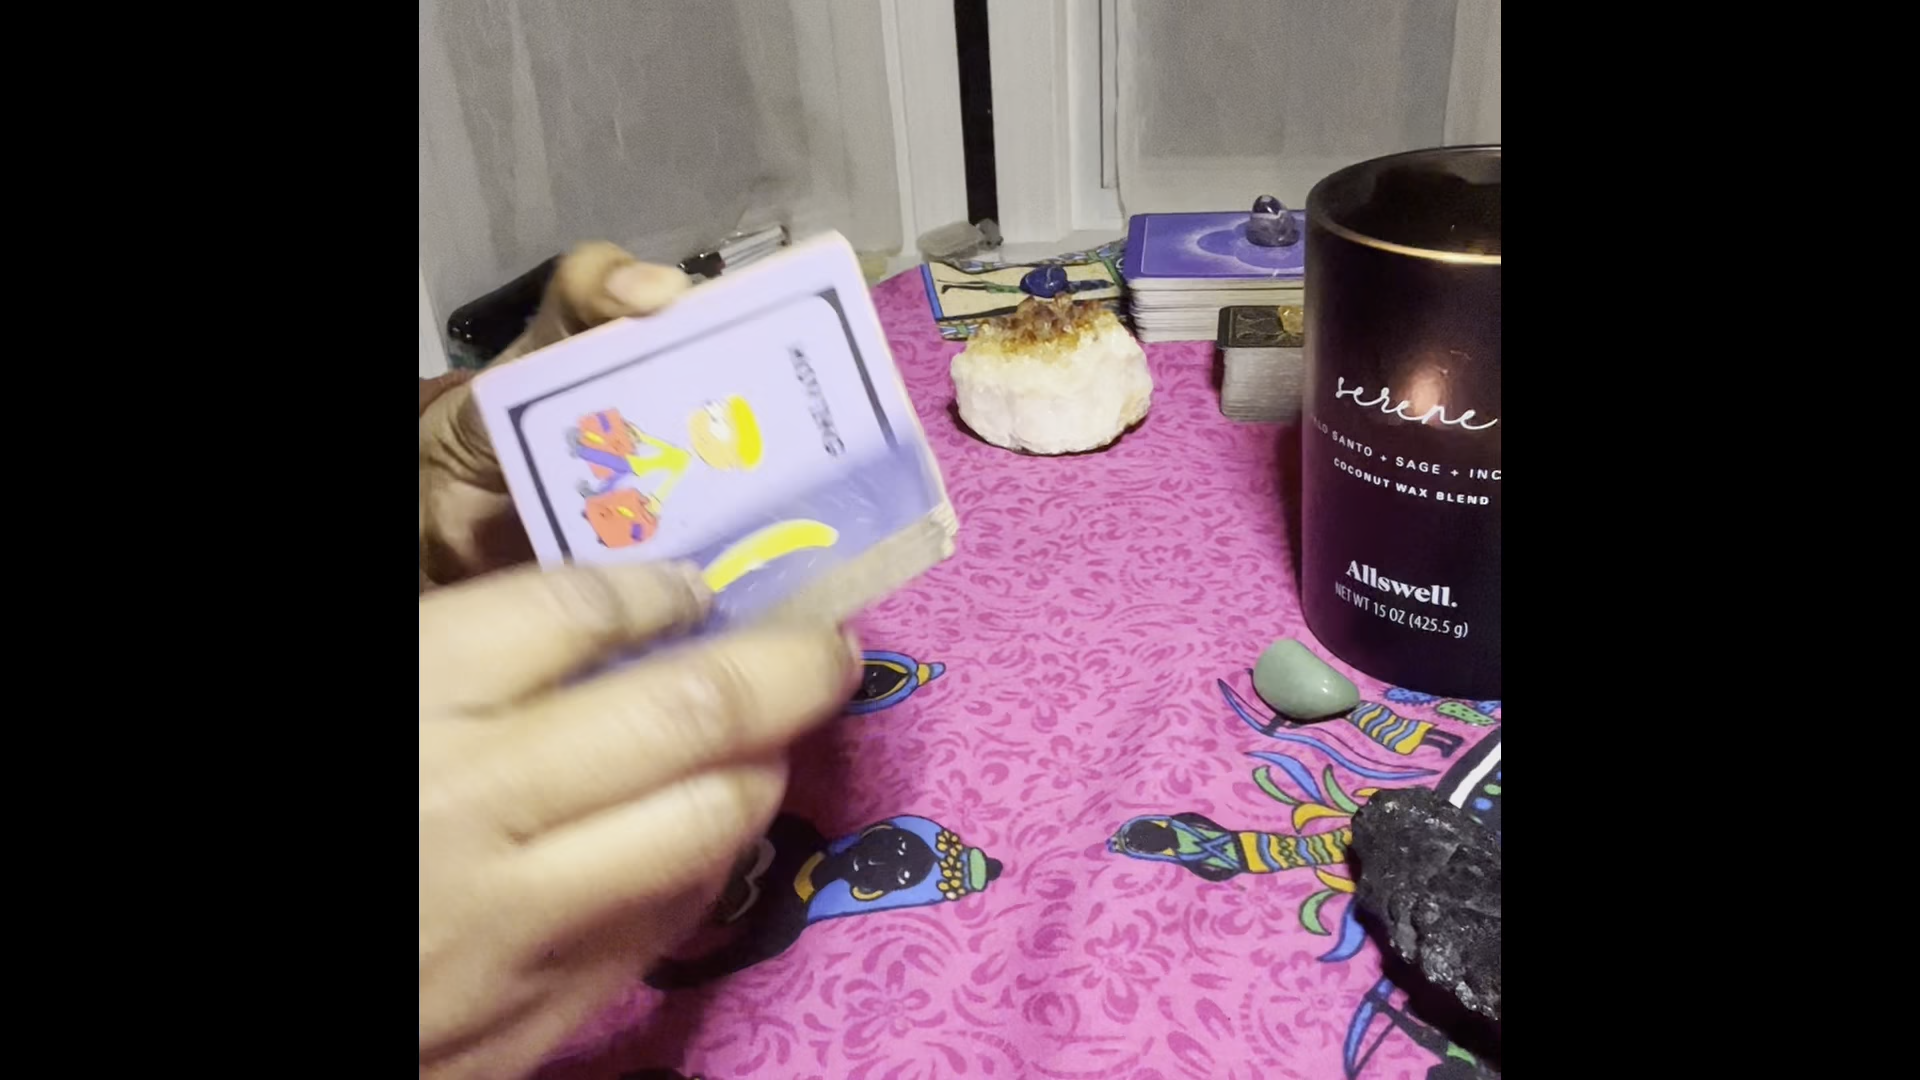 serene
SANTO + SAGE + INC
COCONUT WAX BLEND
Allswell.
NET WT 15 OZ (425.5 g)